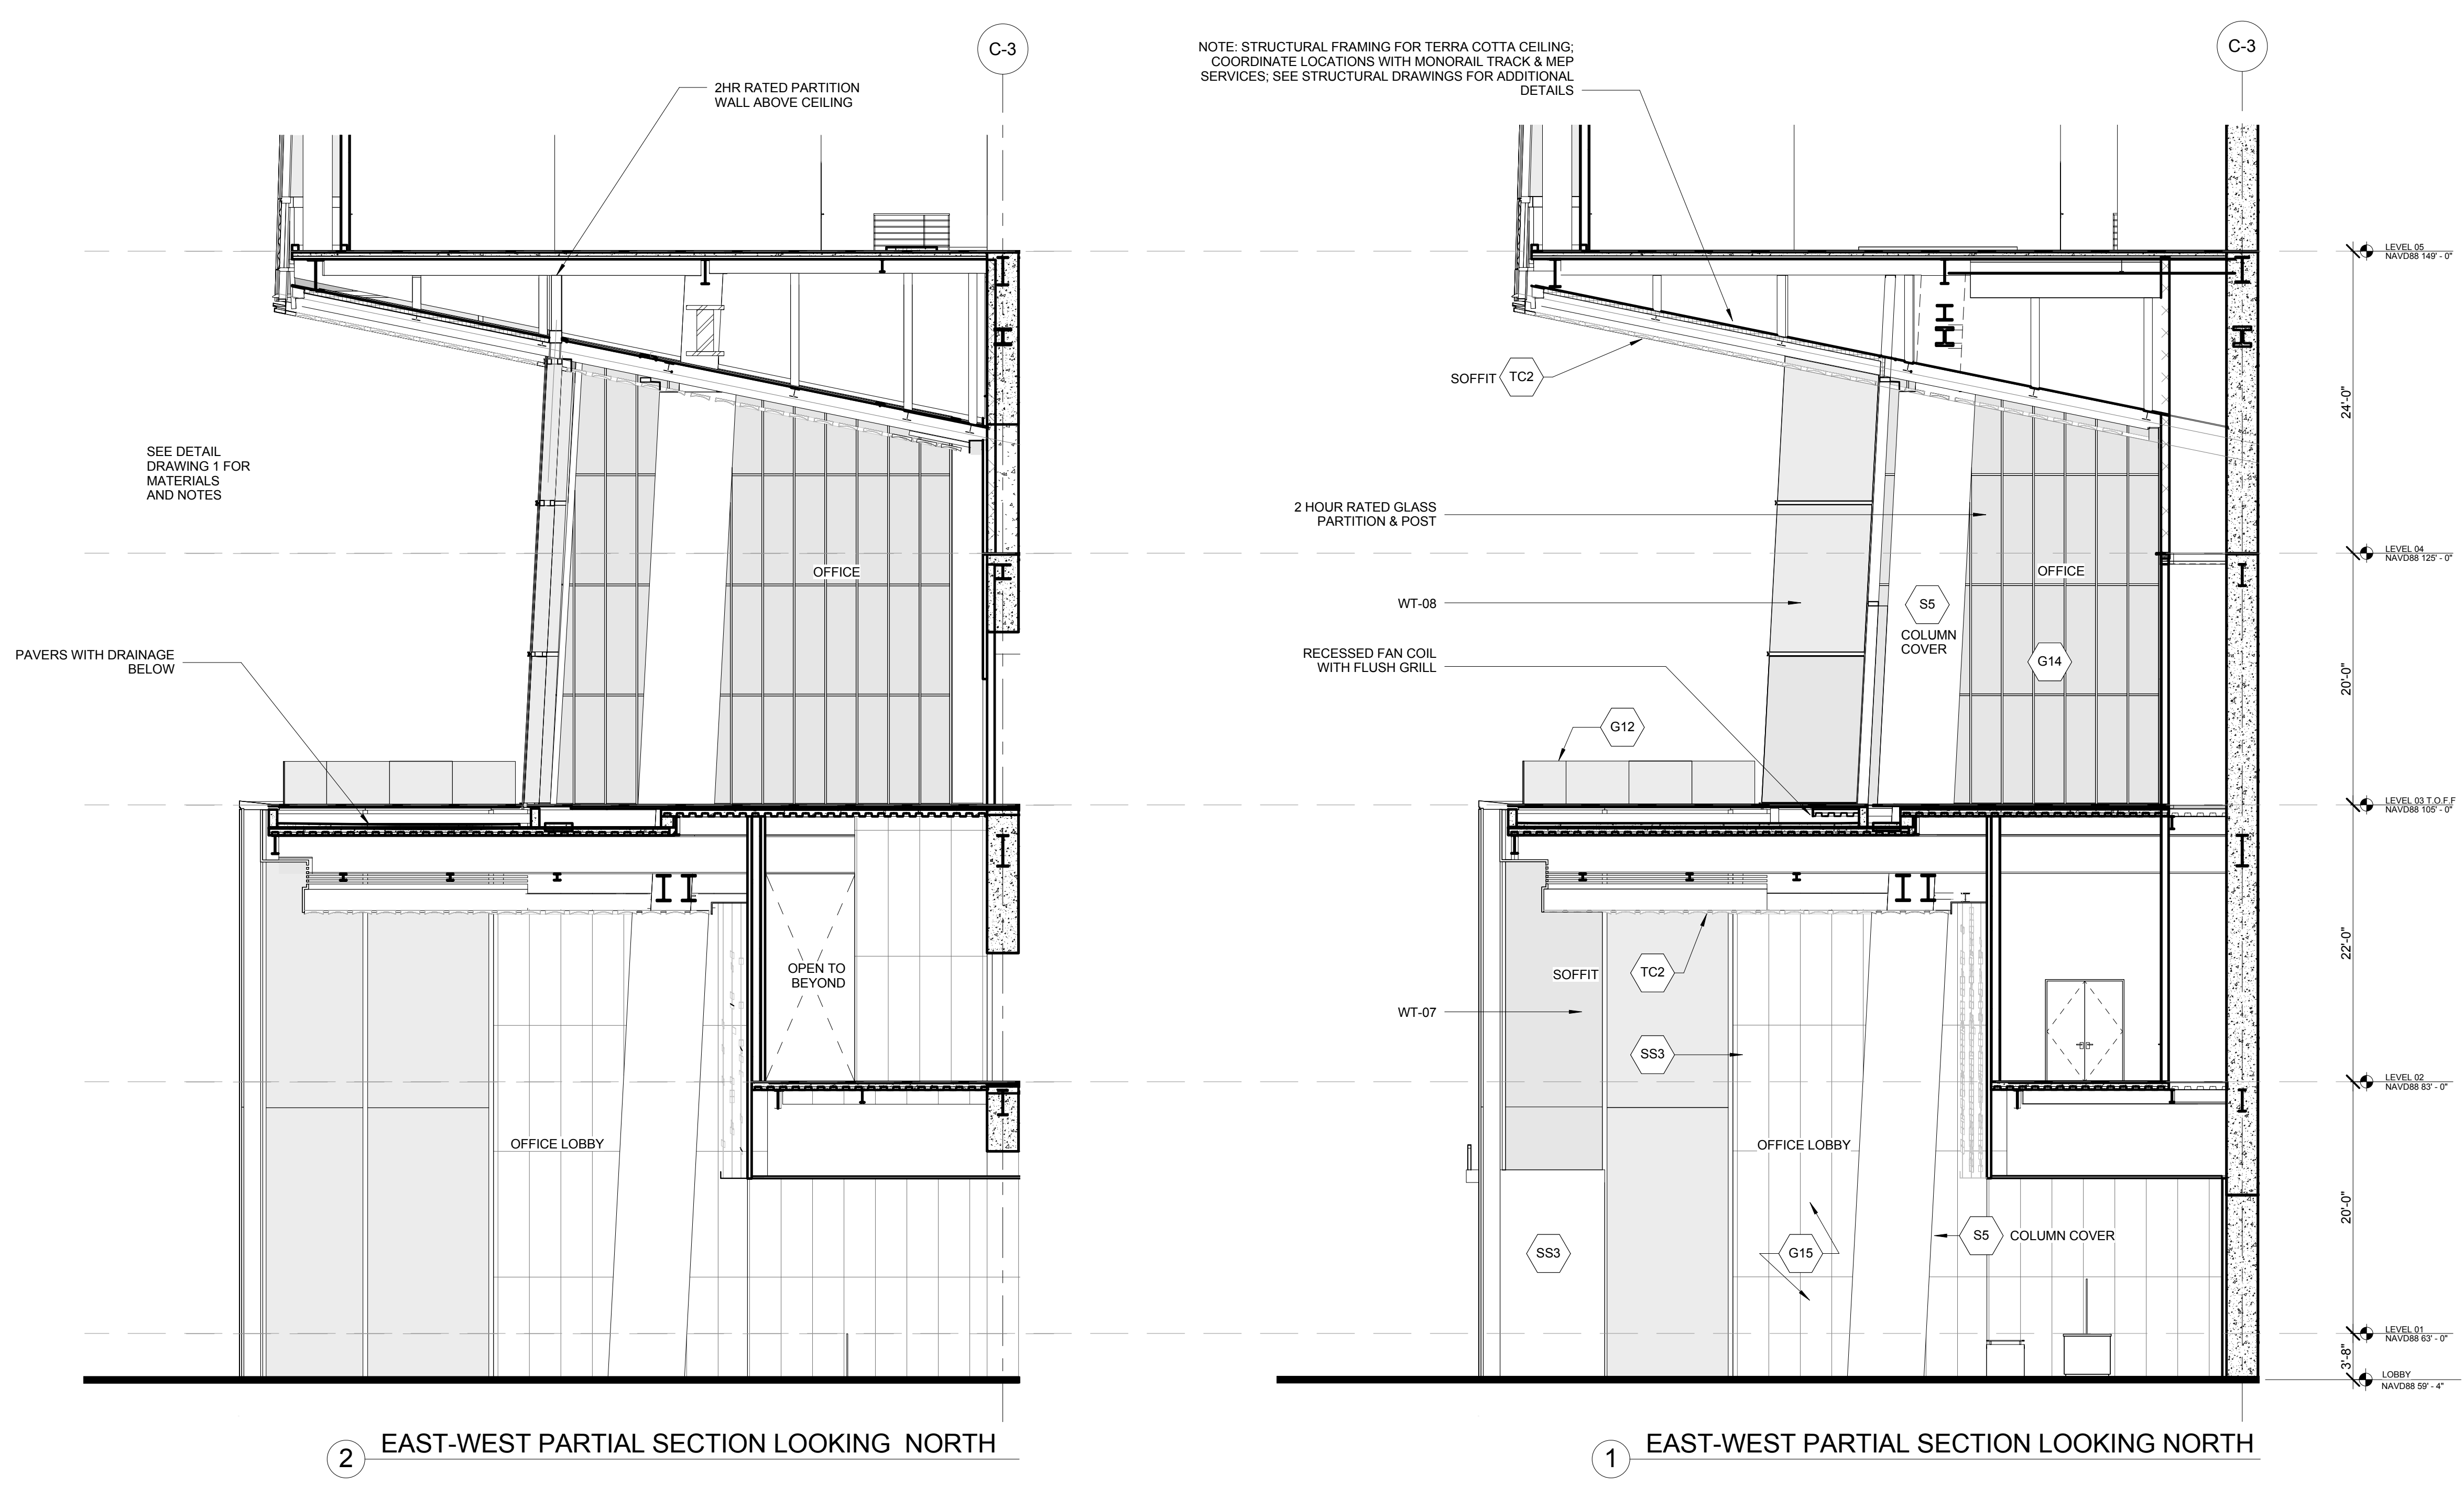 C-3
2HR RATED PARTITION
WALL ABOVE CEILING
SEE DETAIL
DRAWING 1 FOR
MATERIALS
AND NOTES
OFFICE
PAVERS WITH DRAINAGE
BELOW
OPEN TO
BEYOND
OFFICE LOBBY
2
EAST-WEST PARTIAL SECTION LOOKING NORTH
C-3
NOTE: STRUCTURAL FRAMING FOR TERRA COTTA CEILING;
COORDINATE LOCATIONS WITH MONORAIL TRACK & MEP
SERVICES; SEE STRUCTURAL DRAWINGS FOR ADDITIONAL
DETAILS
SOFFIT
TC2
2 HOUR RATED GLASS
PARTITION & POST
OFFICE
WT-08
S5
COLUMN
COVER
RECESSED FAN COIL
WITH FLUSH GRILL
G14
G12
SOFFIT
TC2
WT-07
SS3
OFFICE LOBBY
SS3
G15
S5
COLUMN COVER
1
EAST-WEST PARTIAL SECTION LOOKING NORTH
LEVEL 05
NAVD88 149' - 0"
24'-0"
LEVEL 04
NAVD88 125' - 0"
20'-0"
LEVEL 03 T.O.F.F
NAVD88 105' - 0"
22'-0"
LEVEL 02
NAVD88 83' - 0"
20'-0"
LEVEL 01
NAVD88 63' - 0"
3'-8"
LOBBY
NAVD88 59' - 4"